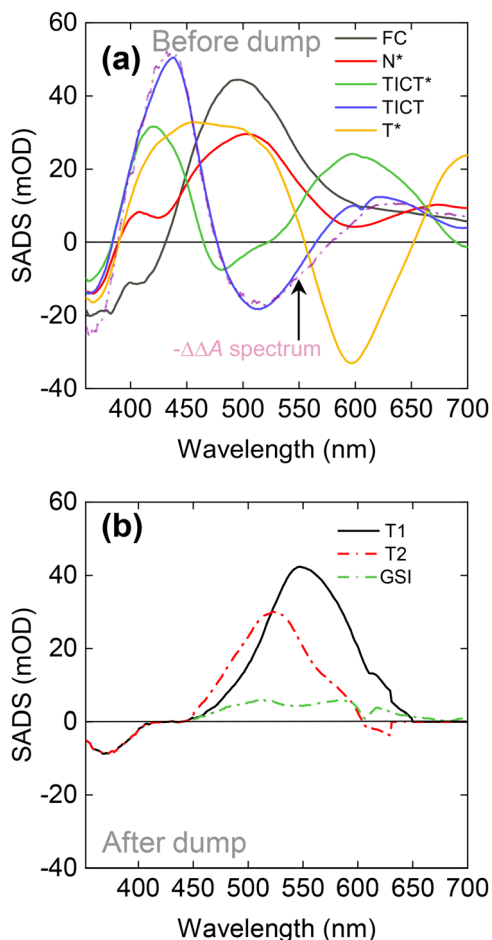 60
40
20
0
-20
-40
SADS (mOD)
Before dump
(a)
FC
N*
TICT*
TICT
T*
-ΔΔA spectrum
400 450 500 550 600 650 700
Wavelength (nm)
60
40
20
0
-20
-40
SADS (mOD)
(b)
T1
T2
GSI
After dump
400 450 500 550 600 650 700
Wavelength (nm)